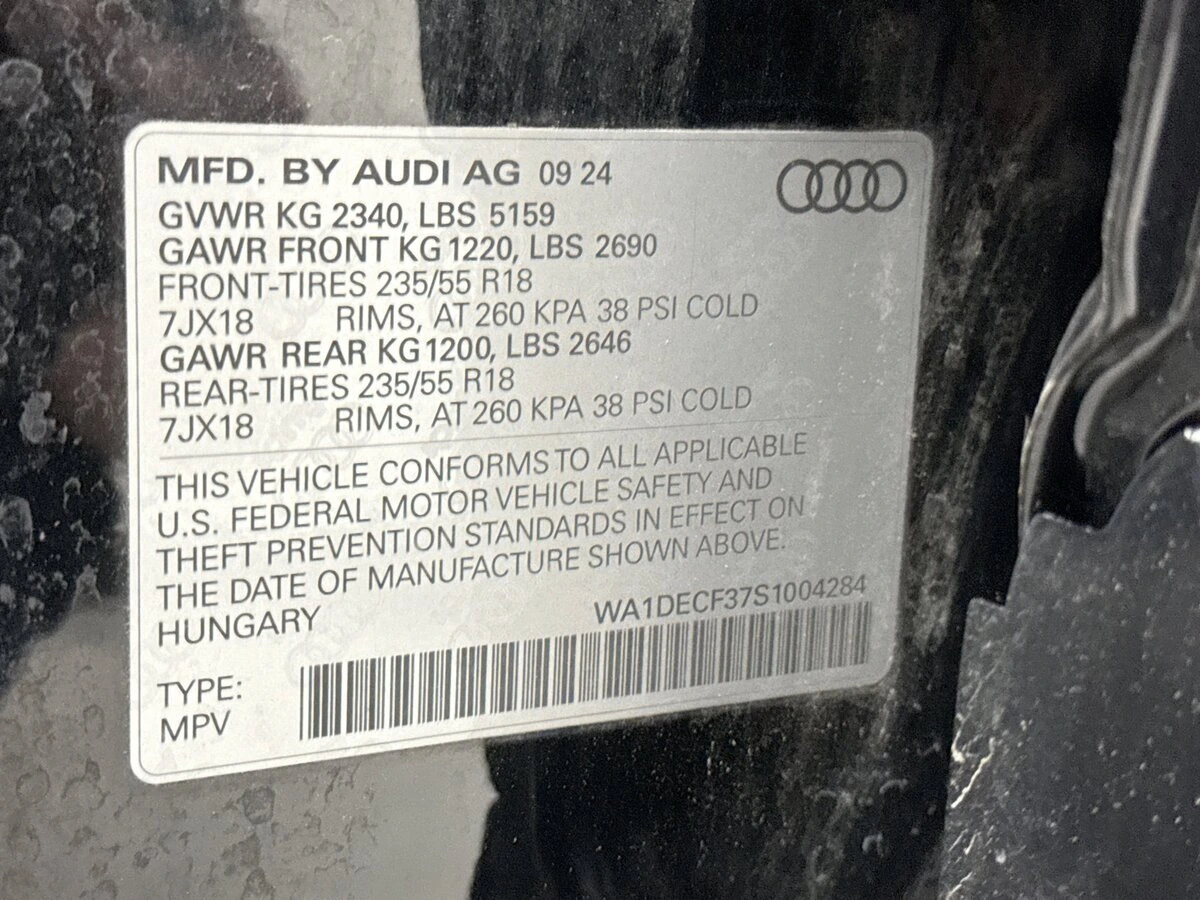 MFD. BY AUDI AG 09 24
GVWR KG 2340, LBS 5159
GAWR FRONT KG 1220, LBS 2690
FRONT-TIRES 235/55 R18
7JX18 RIMS, AT 260 KPA 38 PSI COLD
GAWR REAR KG 1200, LBS 2646
REAR-TIRES 235/55 R18
7JX18 RIMS, AT 260 KPA 38 PSI COLD
THIS VEHICLE CONFORMS TO ALL APPLICABLE
U.S. FEDERAL MOTOR VEHICLE SAFETY AND
THEFT PREVENTION STANDARDS IN EFFECT ON
THE DATE OF MANUFACTURE SHOWN ABOVE.
HUNGARY WA1DECF37S1004284
TYPE:
MPV